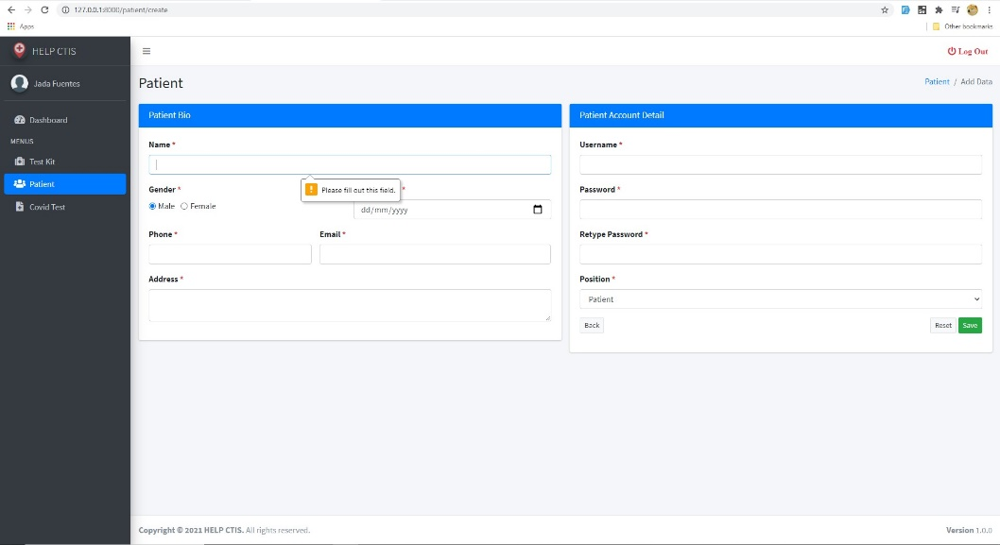 127.0.0.1:8000/patient/create
Apps
Other bookmarks
HELP CTIS
Log Out
Jada Fuentes
Patient
Patient / Add Data
Dashboard
MENUS
Test Kit
Patient
Covid Test
Patient Bio
Name *
Please fill out this field.
Gender *
*
Male Female
dd/mm/yyyy
Phone *
Email *
Address *
Patient Account Detail
Username *
Password *
Retype Password *
Position *
Patient
Back
Reset
Save
Copyright © 2021 HELP CTIS. All rights reserved.
Version 1.0.0